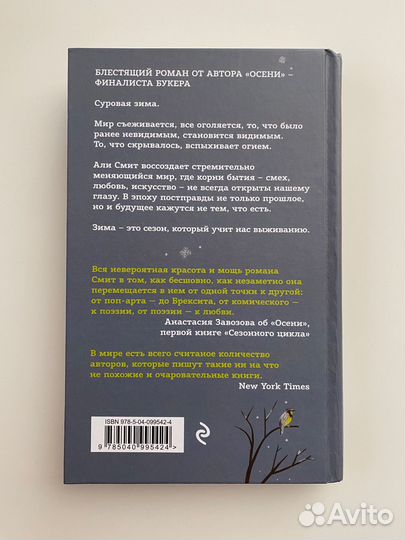 БЛЕСТЯЩИЙ РОМАН ОТ АВТОРА «ОСЕНИ» –
ФИНАЛИСТА БУКЕРА
Суровая зима.
Мир съеживается, все оголяется, то, что было
ранее невидимым, становится видимым.
То, что скрывалось, вспыхивает огнем.
Али Смит воссоздает стремительно
меняющийся мир, где корни бытия – смех,
любовь, искусство – не всегда открыты нашему
глазу. В эпоху постправды не только прошлое,
но и будущее кажутся не тем, что есть.
Зима – это сезон, который учит нас выживанию.
Вся невероятная красота и мощь романа
Смит в том, как бесшовно, как незаметно она
перемещается в нем от одной точки к другой:
от поп-арта – до Брексита, от комического –
к поэзии, от поэзии – к любви.
Анастасия Завозова об «Осени»,
первой книге «Сезонного цикла»
В мире есть всего считаное количество
авторов, которые пишут такие ни на что
не похожие и очаровательные книги.
New York Times
ISBN 978-5-04-099542-4
9 785040 995424 >
Avito